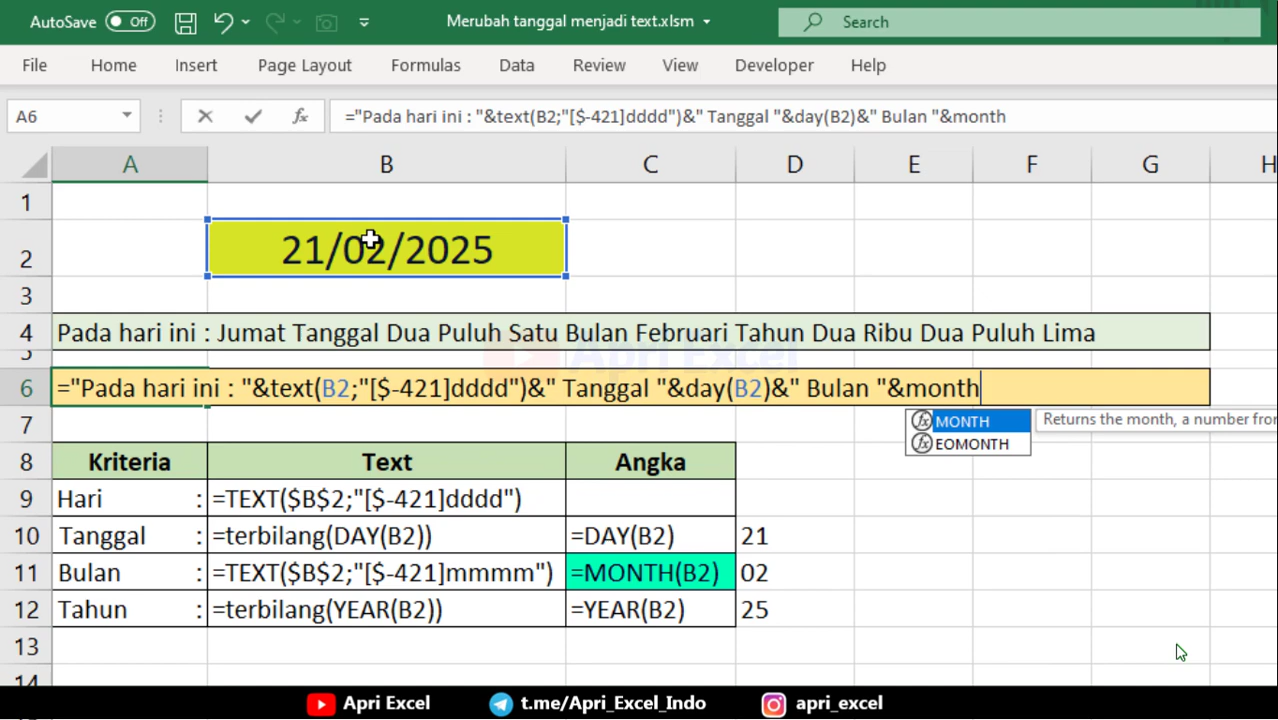 AutoSave Off Merubah tanggal menjadi text.xlsm Search
File Home Insert Page Layout Formulas Data Review View Developer Help
A6 fx ="Pada hari ini : "&text(B2;"[$-421]dddd")&" Tanggal "&day(B2)&" Bulan "&month
A B C D E F G H
1
2 21/02/2025
3
4 Pada hari ini : Jumat Tanggal Dua Puluh Satu Bulan Februari Tahun Dua Ribu Dua Puluh Lima
Apri Excel
5
6 ="Pada hari ini : "&text(B2;"[$-421]dddd")&" Tanggal "&day(B2)&" Bulan "&month
fx MONTH Returns the month, a number from
7
fx EOMONTH
8 Kriteria Text Angka
9 Hari : =TEXT($B$2;"[$-421]dddd")
10 Tanggal : =terbilang(DAY(B2)) =DAY(B2) 21
11 Bulan : =TEXT($B$2;"[$-421]mmmm") =MONTH(B2) 02
12 Tahun : =terbilang(YEAR(B2)) =YEAR(B2) 25
13
14
Apri Excel t.me/Apri_Excel_Indo apri_excel